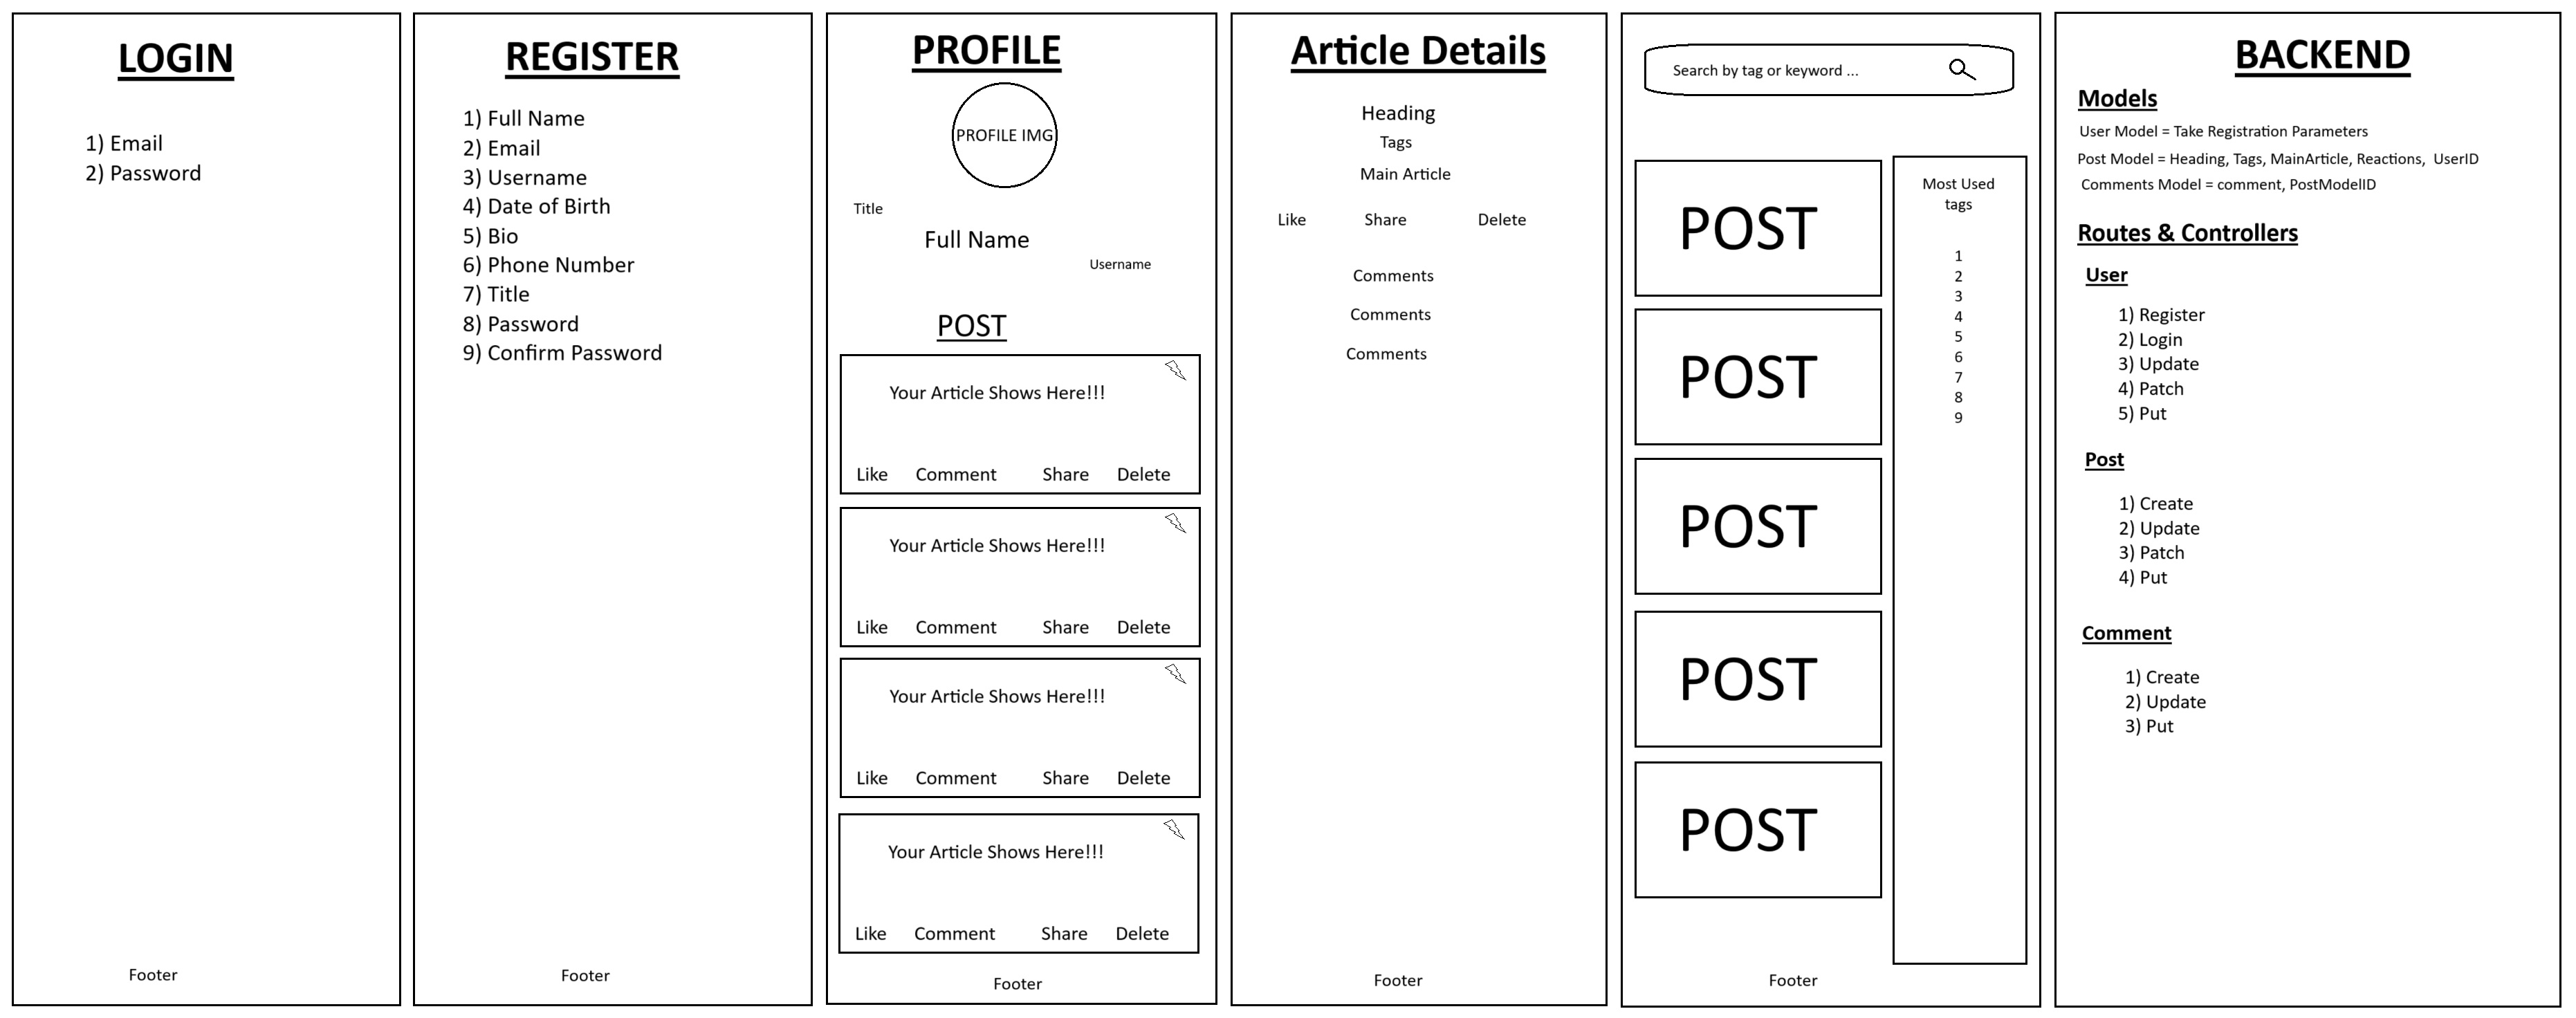 LOGIN
1) Email
2) Password
Footer
REGISTER
1) Full Name
2) Email
3) Username
4) Date of Birth
5) Bio
6) Phone Number
7) Title
8) Password
9) Confirm Password
Footer
PROFILE
PROFILE IMG
Title
Full Name
Username
POST
Your Article Shows Here!!!
Like Comment Share Delete
Your Article Shows Here!!!
Like Comment Share Delete
Your Article Shows Here!!!
Like Comment Share Delete
Your Article Shows Here!!!
Like Comment Share Delete
Footer
Article Details
Heading
Tags
Main Article
Like Share Delete
Comments
Comments
Comments
Footer
Search by tag or keyword ...
POST
POST
POST
POST
POST
Most Used
tags
1
2
3
4
5
6
7
8
9
Footer
BACKEND
Models
User Model = Take Registration Parameters
Post Model = Heading, Tags, MainArticle, Reactions, UserID
Comments Model = comment, PostModelID
Routes & Controllers
User
1) Register
2) Login
3) Update
4) Patch
5) Put
Post
1) Create
2) Update
3) Patch
4) Put
Comment
1) Create
2) Update
3) Put